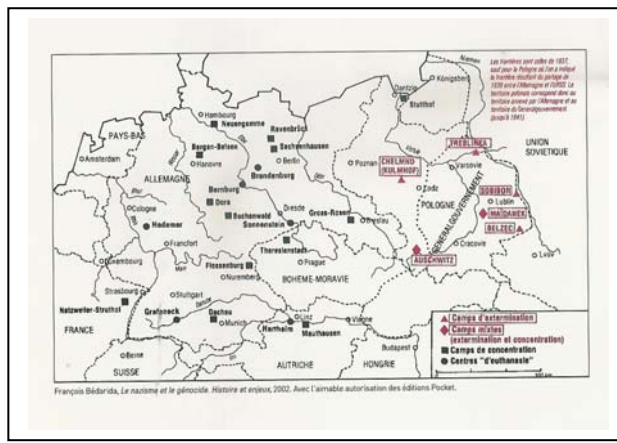 Les frontières sont celles de 1937,
sauf pour la Pologne où l'on a indiqué
la frontière résultant du partage de
1939 entre l'Allemagne et l'URSS. Le
territoire polonais correspond donc au
territoire annexé par l'Allemagne et au
territoire du Generalgouvernement
(jusqu'à 1941).
Niemen
Königsberg
Dantzig
Stutthof
Hambourg
Neuengamme
Ravenbrück
PAYS-BAS
Bergen-Belsen
Sachsenhausen
TREBLINKA
UNION
SOVIETIQUE
Amsterdam
Hanovre
Berlin
Poznan
CHELMNO
(KULMHOF)
Varsovie
ALLEMAGNE
Brandenburg
Bernburg
Lodz
SOBIBOR
Dora
POLOGNE
Lublin
Cologne
Buchenwald
Dresde
Gross-Rosen
MAIDANEK
Hadamar
Sonnenstein
Breslau
GENERALGOUVERNEMENT
BELZEC
Francfort
Theresienstadt
Cracovie
Luxembourg
Main
Prague
AUSCHWITZ
Lvov
Flossenburg
Nuremberg
BOHEME-MORAVIE
Strasbourg
Natzweiler-Struthof
Stuttgart
Grafeneck
Dachau
Linz
FRANCE
Munich
Hartheim
Mauthausen
Vienne
Camps d'extermination
Camps mixtes
(extermination et concentration)
Berne
Budapest
Camps de concentration
SUISSE
AUTRICHE
HONGRIE
Centres "d'euthanasie"
François Bédarida, Le nazisme et le génocide. Histoire et enjeux, 2002. Avec l'aimable autorisation des éditions Pocket.